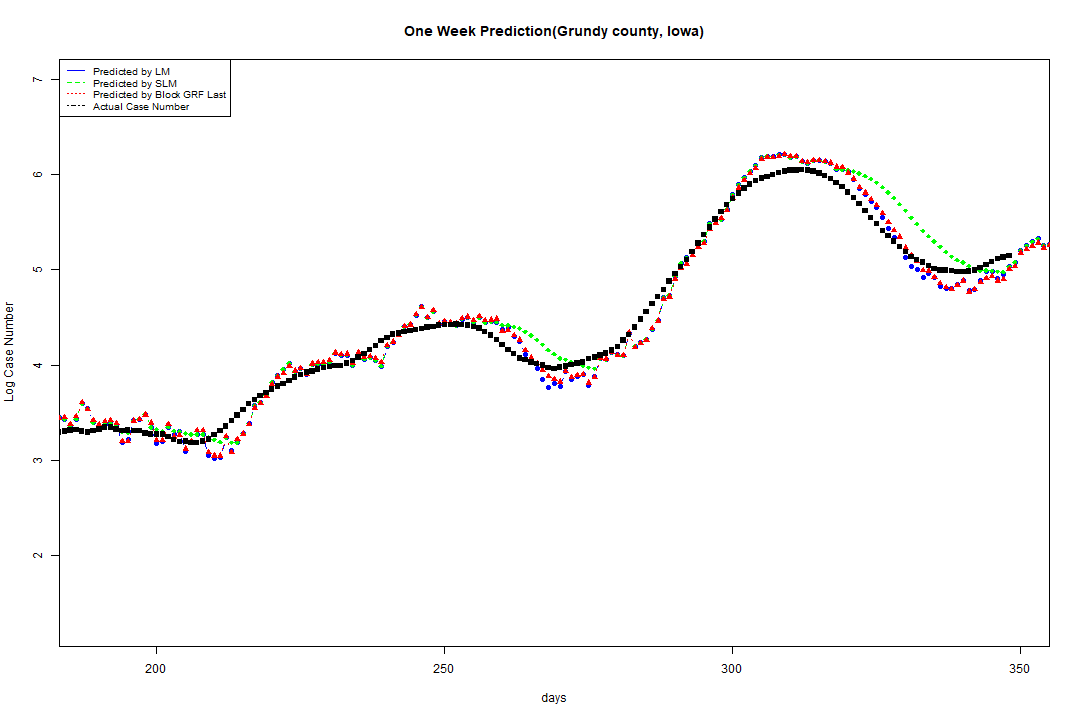 One Week Prediction(Grundy county, Iowa)
Predicted by LM
Predicted by SLM
Predicted by Block GRF Last
Actual Case Number
7
6
5
4
3
2
Log Case Number
200
250
300
350
days